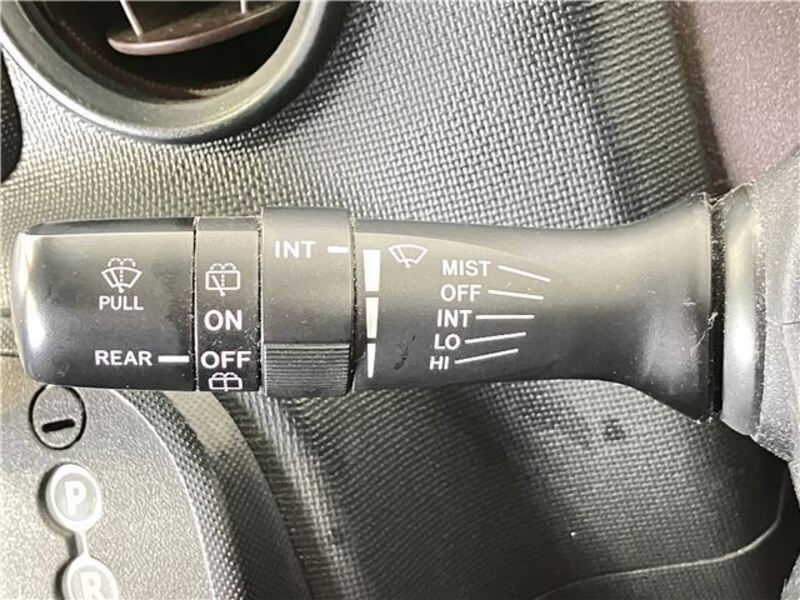 PULL
REAR
ON
OFF
INT
MIST
OFF
INT
LO
HI
P
R